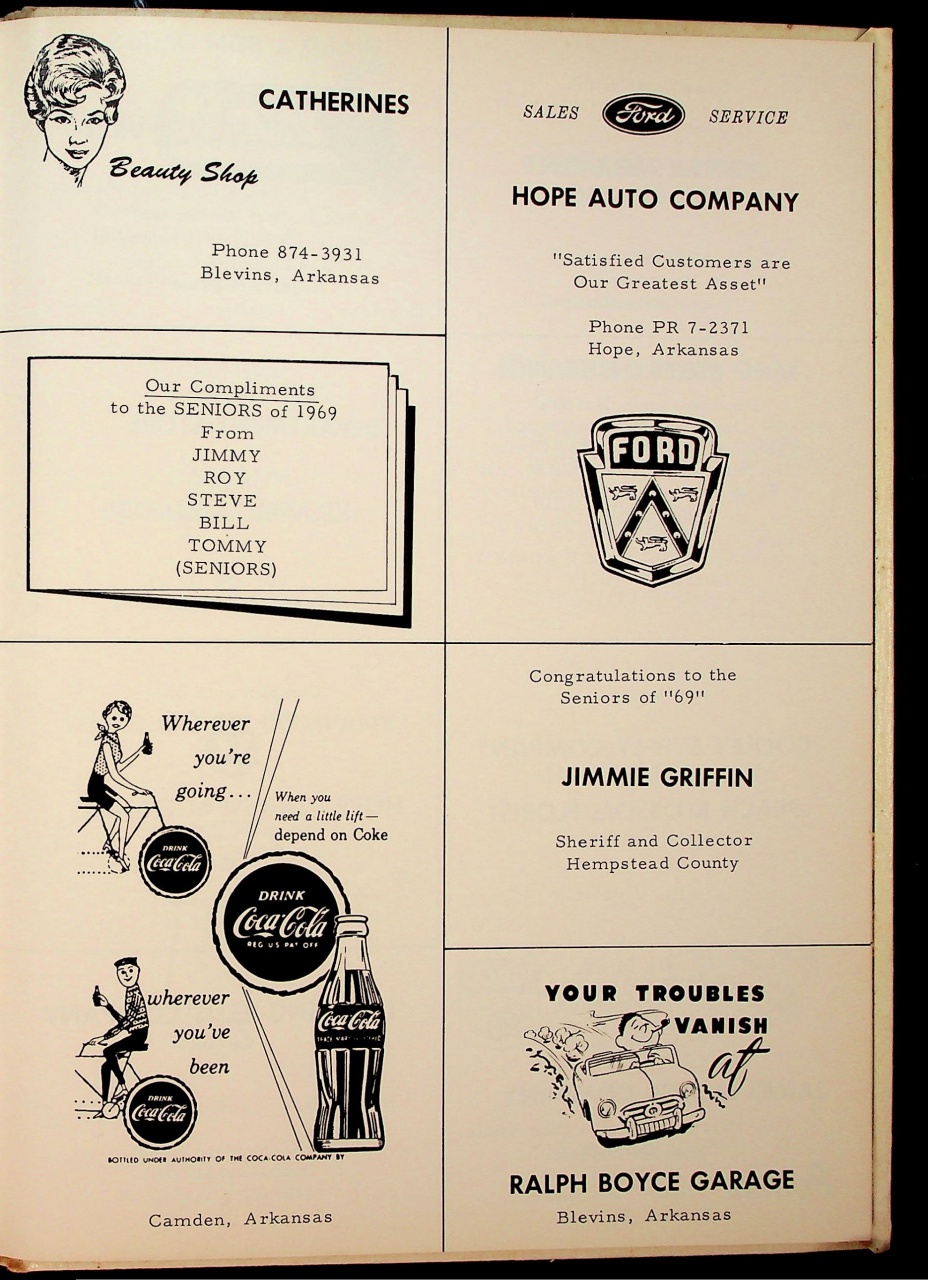 CATHERINES
Beauty Shop
Phone 874-3931
Blevins, Arkansas
Our Compliments
to the SENIORS of 1969
From
JIMMY
ROY
STEVE
BILL
TOMMY
(SENIORS)
Wherever
you're
going...
When you
need a little lift—
depend on Coke
DRINK
Coca-Cola
DRINK
Coca-Cola
REG US PAT OFF
Coca-Cola
wherever
you've
been
DRINK
Coca-Cola
BOTTLED UNDER AUTHORITY OF THE COCA-COLA COMPANY BY
Camden, Arkansas
SALES Ford SERVICE
HOPE AUTO COMPANY
"Satisfied Customers are
Our Greatest Asset"
Phone PR 7-2371
Hope, Arkansas
FORD
Congratulations to the
Seniors of "69"
JIMMIE GRIFFIN
Sheriff and Collector
Hempstead County
YOUR TROUBLES
VANISH
at
RALPH BOYCE GARAGE
Blevins, Arkansas